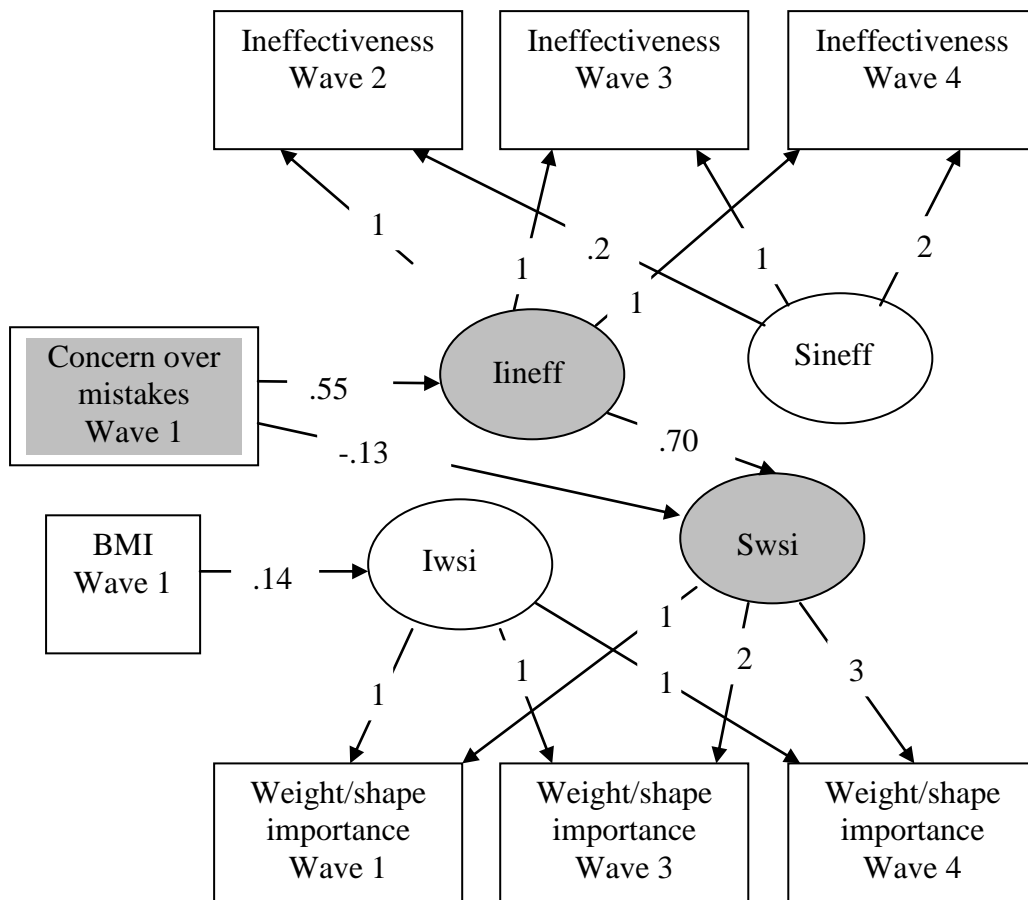 Ineffectiveness
Wave 2
Ineffectiveness
Wave 3
Ineffectiveness
Wave 4
1
1
1
.2
1
2
Concern over
mistakes
Wave 1
.55
-.13
Iineff
Sineff
.70
BMI
Wave 1
.14
Iwsi
Swsi
1
1
1
1
2
3
Weight/shape
importance
Wave 1
Weight/shape
importance
Wave 3
Weight/shape
importance
Wave 4